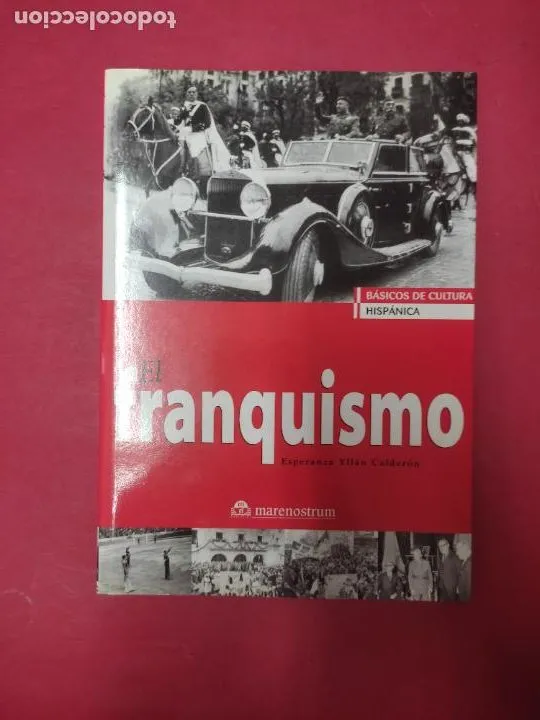 todocoleccion
BÁSICOS DE CULTURA
HISPÁNICA
El
franquismo
Esperanza Yllán Calderón
marenostrum